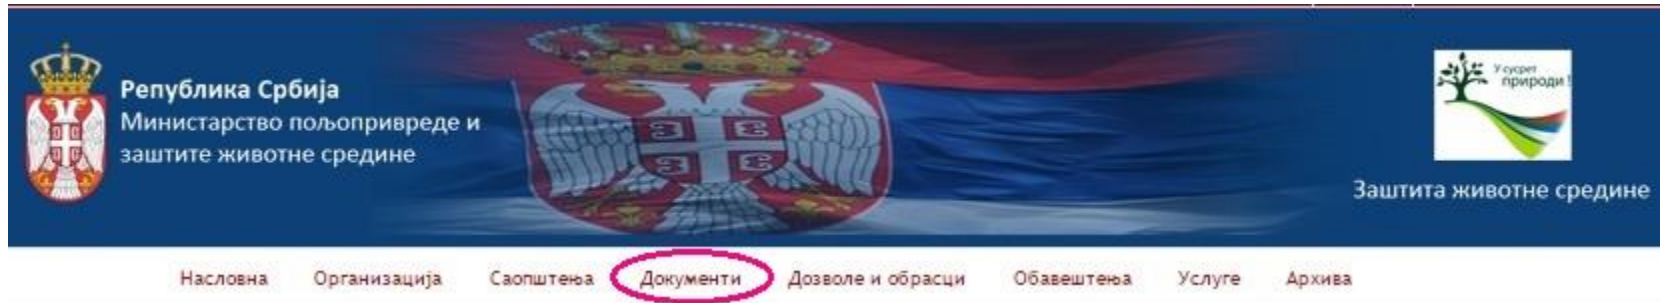 Република Србија
Министарство пољопривреде и
заштите животне средине
У сусрет
природи !
Заштита животне средине
Насловна Организација Саопштења Документи Дозволе и обрасци Обавештења Услуге Архива